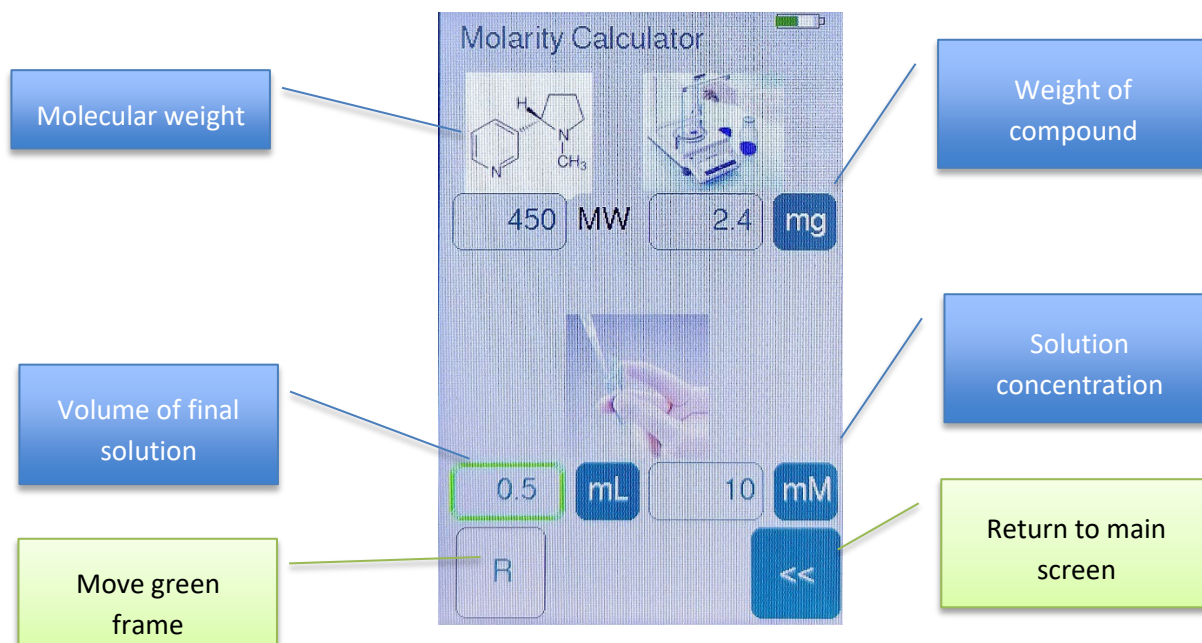 Molarity Calculator
Molecular weight
Weight of
compound
H
N
CH3
N
450 MW 2.4 mg
Volume of final
solution
Solution
concentration
0.5 mL 10 mM
Move green
frame
R <<
Return to main
screen